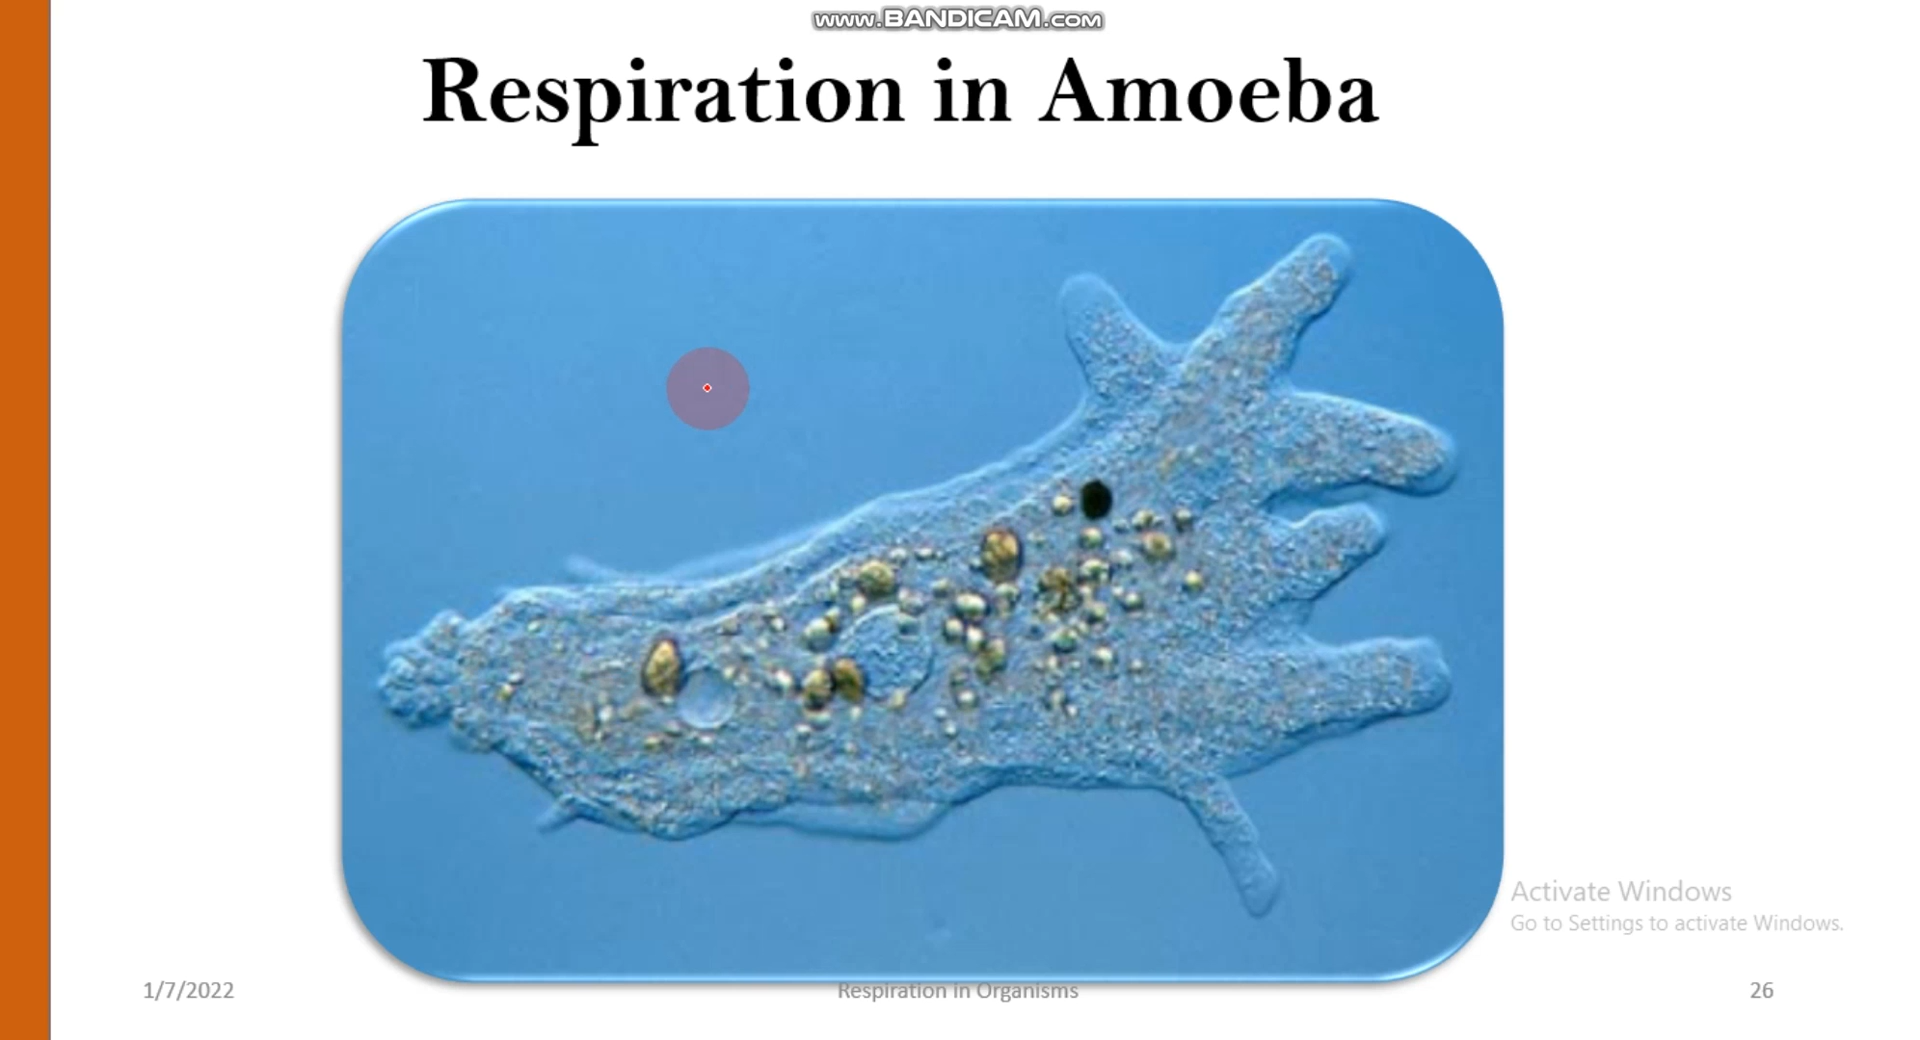 www.BANDICAM.com
Respiration in Amoeba
Activate Windows
Go to Settings to activate Windows.
1/7/2022
Respiration in Organisms
26